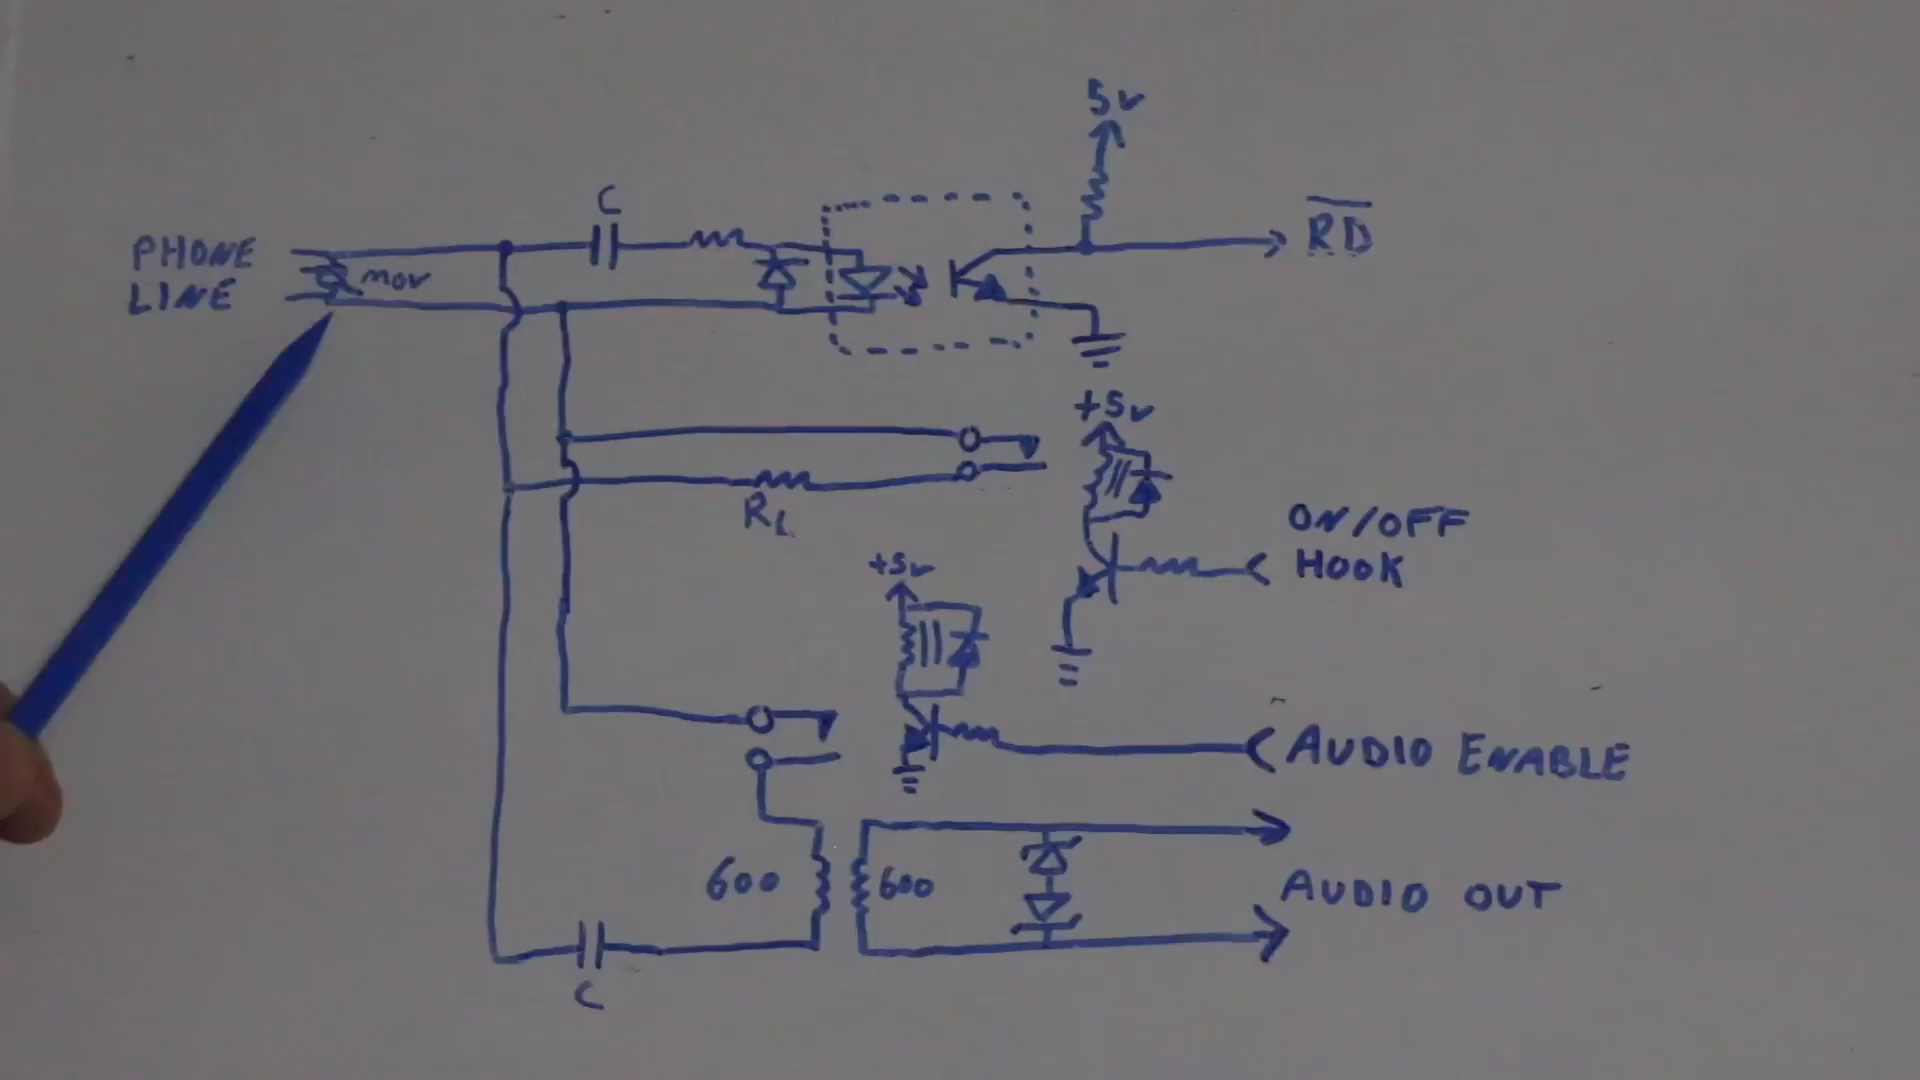 5v
C
RD
PHONE
LINE
mov
+5v
RL
ON/OFF
HOOK
+5v
AUDIO ENABLE
600
600
AUDIO OUT
C